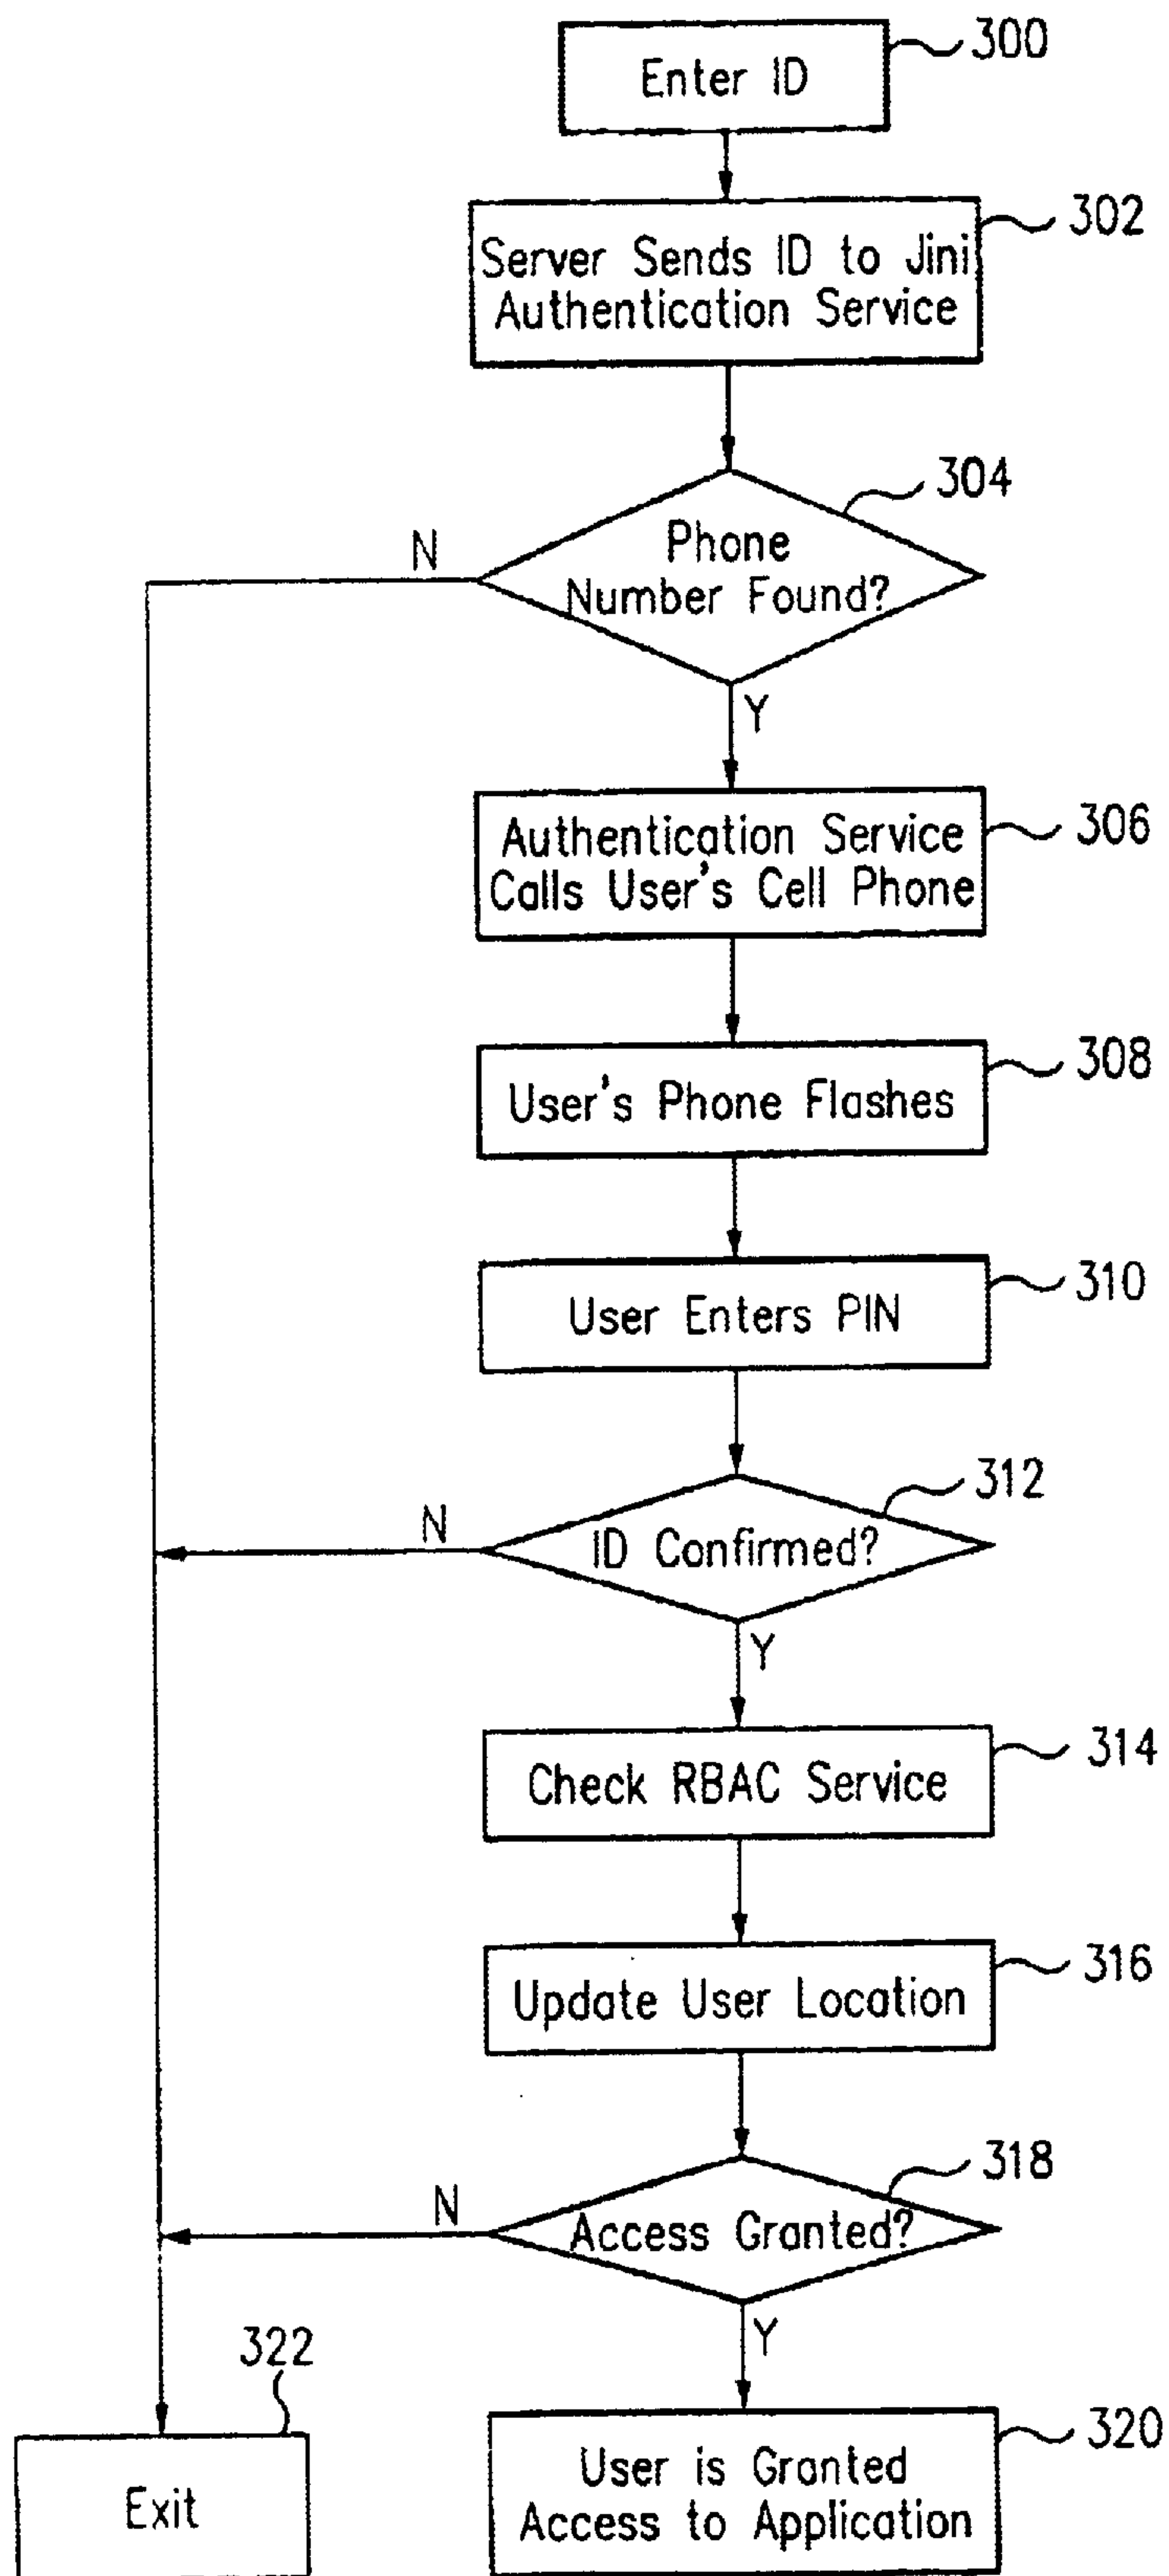 Enter ID
300
Server Sends ID to Jini
Authentication Service
302
Phone
Number Found?
304
N
Y
Authentication Service
Calls User's Cell Phone
306
User's Phone Flashes
308
User Enters PIN
310
ID Confirmed?
312
N
Y
Check RBAC Service
314
Update User Location
316
Access Granted?
318
N
Y
322
Exit
User is Granted
Access to Application
320